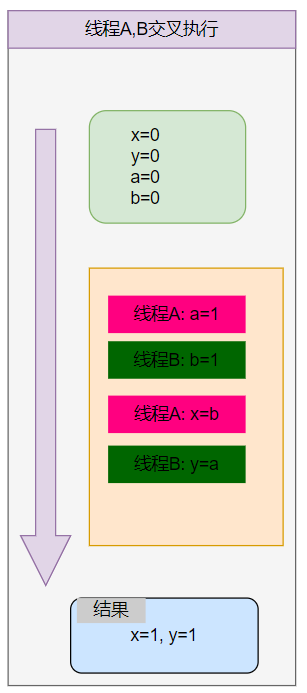 线程A,B交叉执行
x=0
y=0
a=0
b=0
线程A: a=1
线程B: b=1
线程A: x=b
线程B: y=a
结果
x=1, y=1